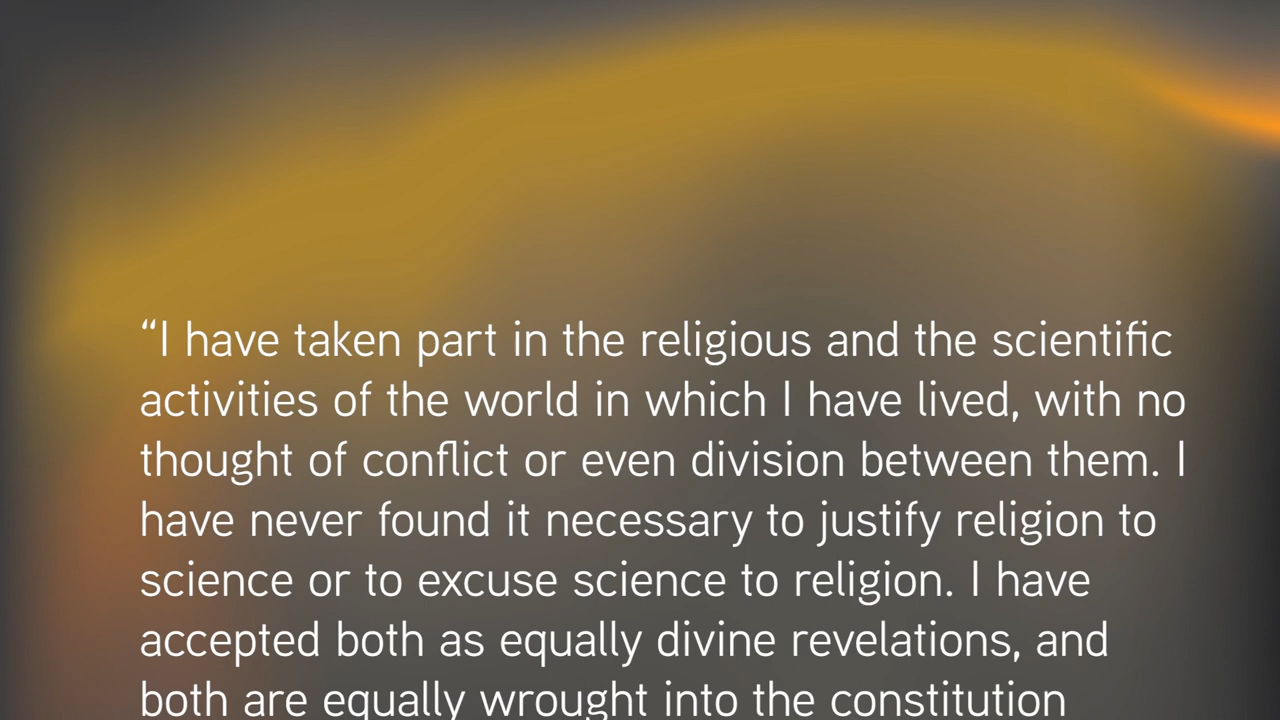 “I have taken part in the religious and the scientific
activities of the world in which I have lived, with no
thought of conflict or even division between them. I
have never found it necessary to justify religion to
science or to excuse science to religion. I have
accepted both as equally divine revelations, and
both are equally wrought into the constitution